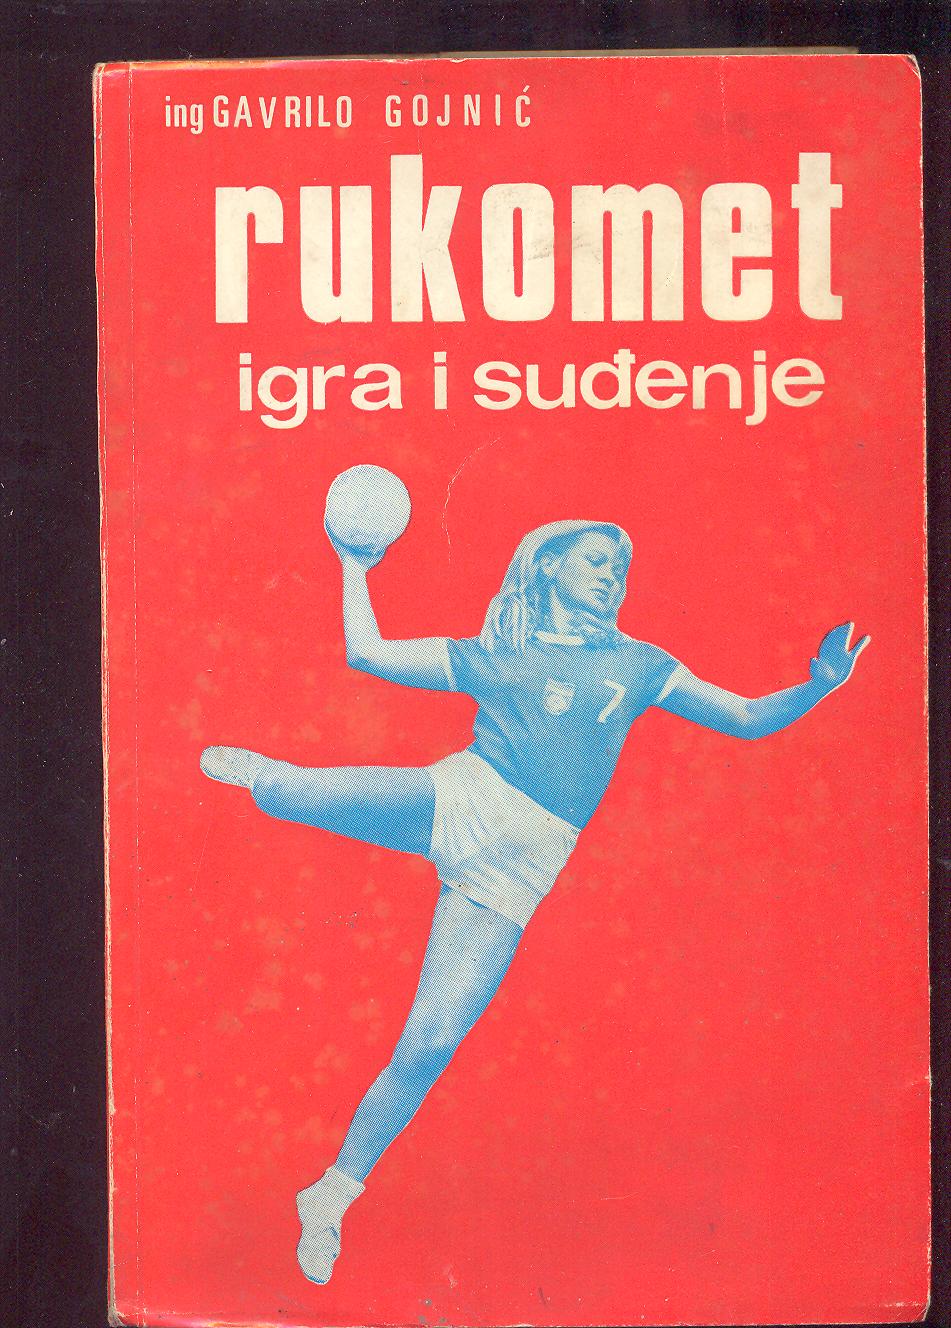 ing GAVRILO GOJNIĆ
rukomet
igra i suđenje
7